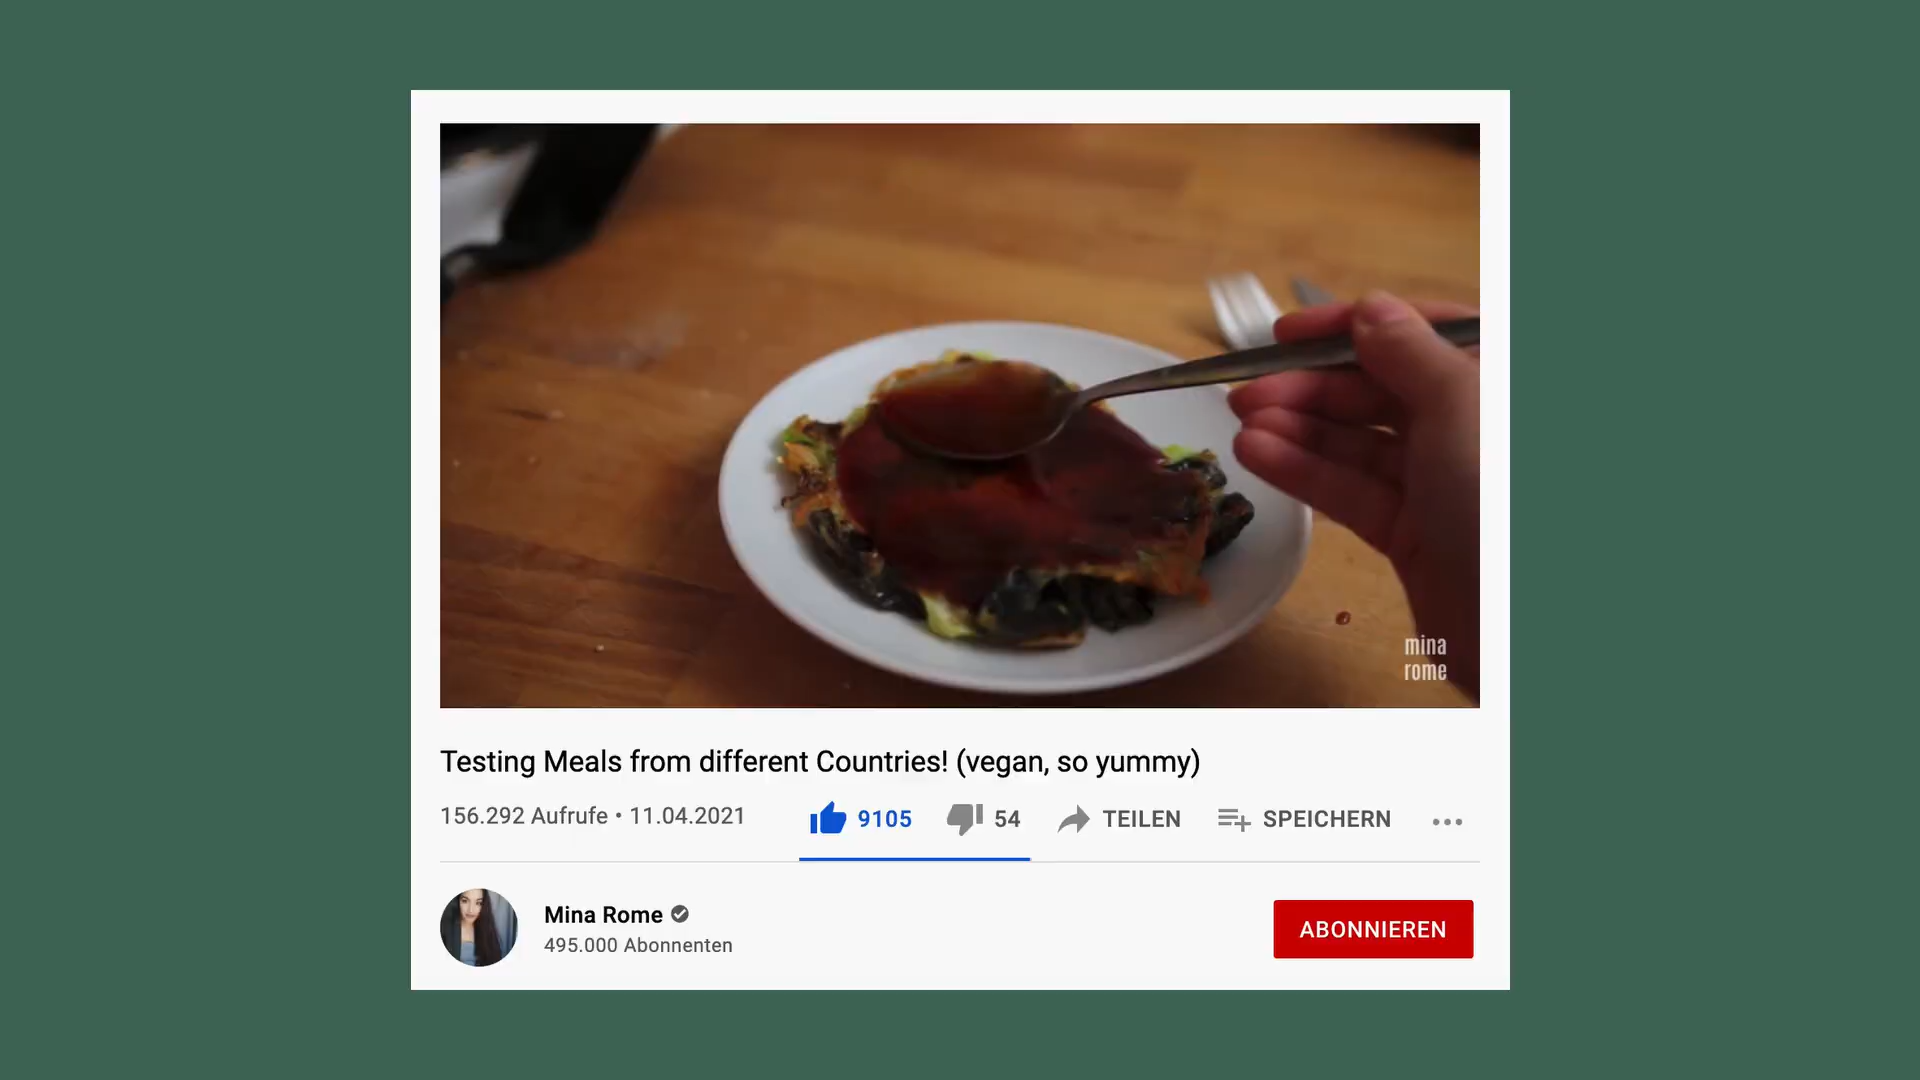 mina
rome
Testing Meals from different Countries! (vegan, so yummy)
156.292 Aufrufe • 11.04.2021
9105
54
TEILEN
SPEICHERN
Mina Rome
495.000 Abonnenten
ABONNIEREN